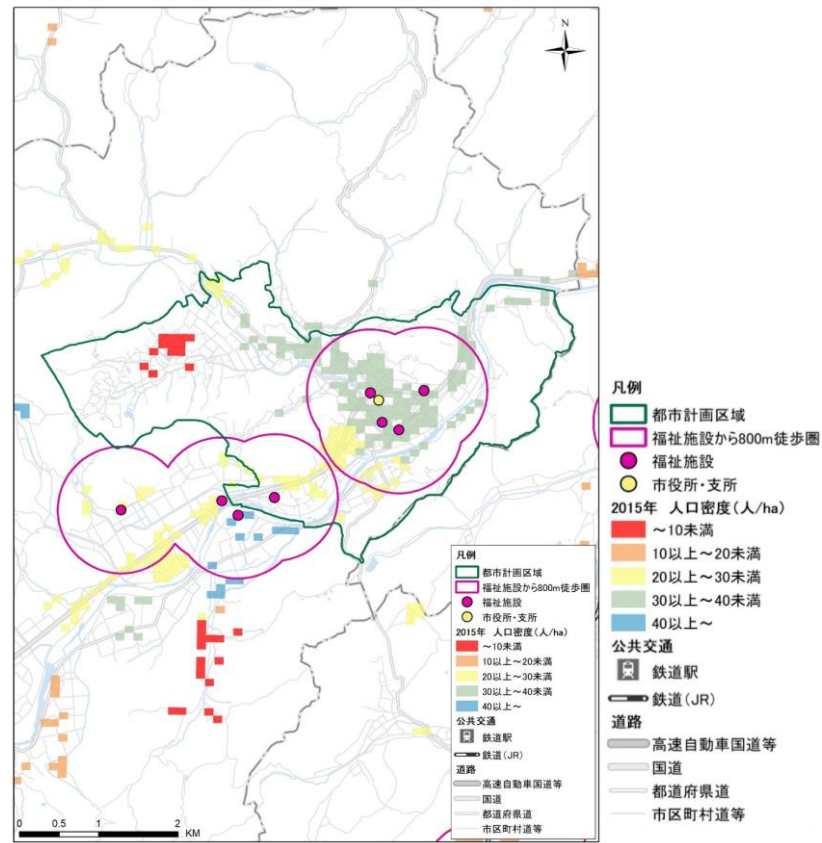 N
凡例
都市計画区域
福祉施設から800m徒歩圏
福祉施設
市役所・支所
2015年 人口密度(人/ha)
～10未満
10以上～20未満
20以上～30未満
30以上～40未満
40以上～
公共交通
鉄道駅
鉄道(JR)
道路
高速自動車国道等
国道
都道府県道
市区町村道等
0 0.5 1 2
KM
凡例
都市計画区域
福祉施設から800m徒歩圏
福祉施設
市役所・支所
2015年 人口密度(人/ha)
～10未満
10以上～20未満
20以上～30未満
30以上～40未満
40以上～
公共交通
鉄道駅
鉄道(JR)
道路
高速自動車国道等
国道
都道府県道
市区町村道等